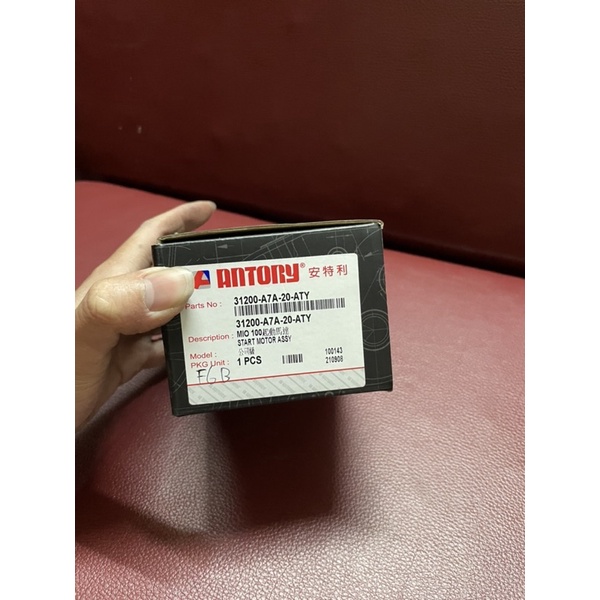 ANTORY® 安特利
Parts No : 31200-A7A-20-ATY
31200-A7A-20-ATY
Description : MIO 100起動馬達
START MOTOR ASSY
Model :
PKG Unit : 1 PCS
100143
210908
FGB